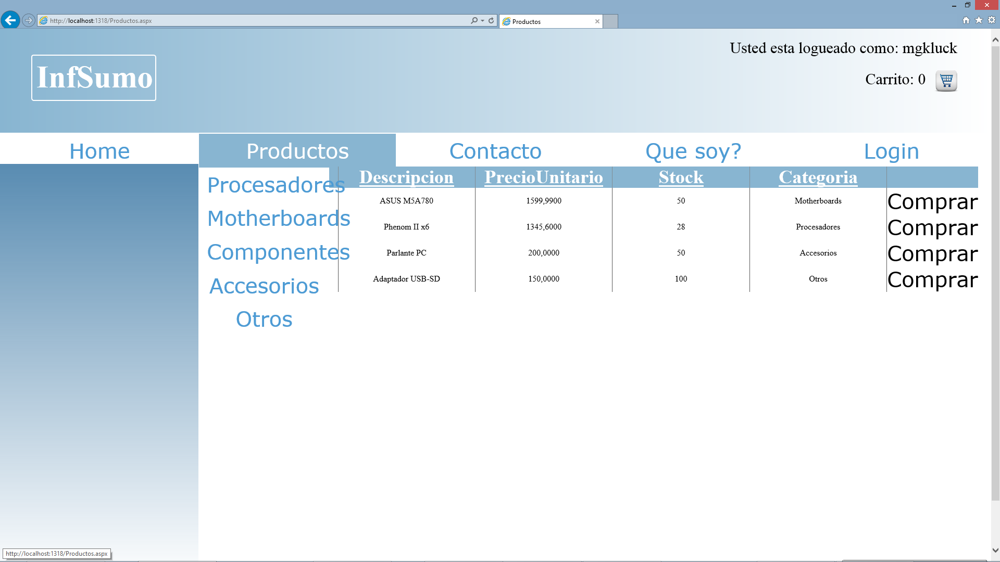 http://localhost:1318/Productos.aspx
Productos
Usted esta logueado como: mgkluck
InfSumo
Carrito: 0
Home Productos Contacto Que soy? Login
Procesadores
Motherboards
Componentes
Accesorios
Otros
Descripcion PrecioUnitario Stock Categoria
ASUS M5A780 1599,9900 50 Motherboards Comprar
Phenom II x6 1345,6000 28 Procesadores Comprar
Parlante PC 200,0000 50 Accesorios Comprar
Adaptador USB-SD 150,0000 100 Otros Comprar
http://localhost:1318/Productos.aspx